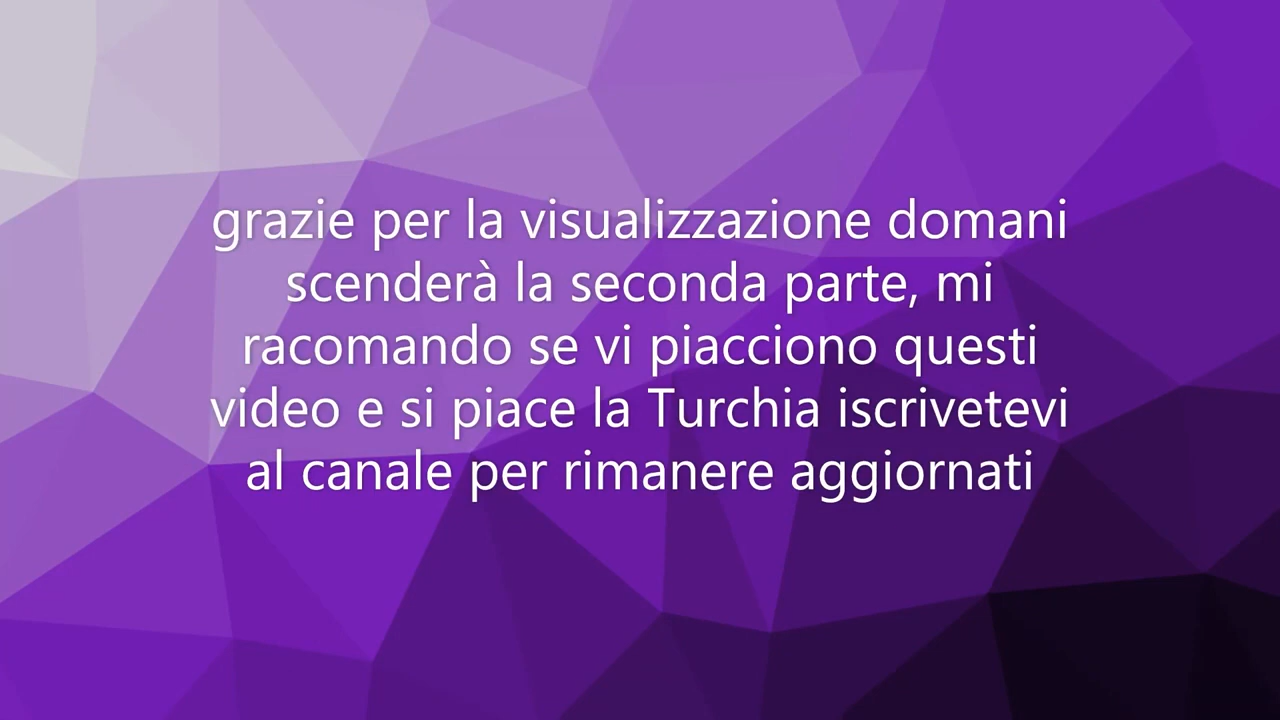 grazie per la visualizzazione domani
scenderà la seconda parte, mi
racomando se vi piacciono questi
video e si piace la Turchia iscrivetevi
al canale per rimanere aggiornati